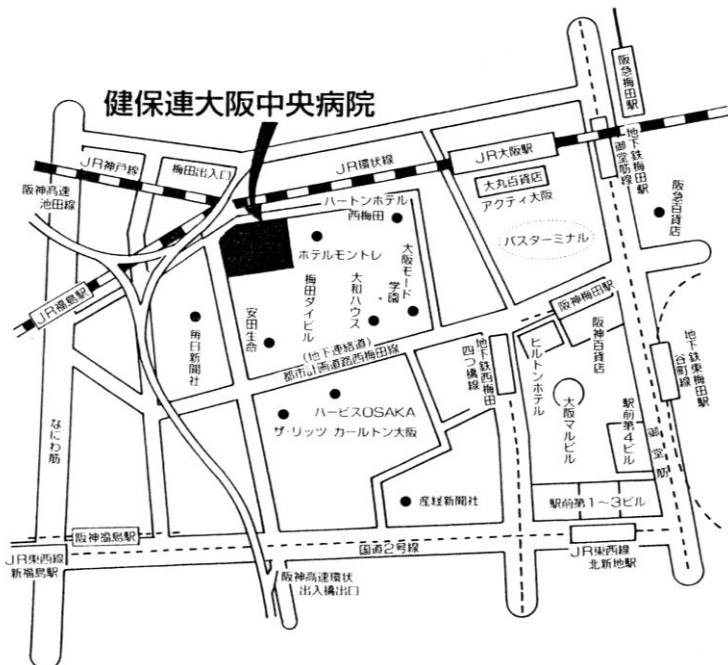 健保連大阪中央病院
阪急梅田駅
JR神戸線
梅田出入口
JR環状線
JR大阪駅
地下鉄梅田駅
御堂筋線
阪神高速
池田線
大丸百貨店
アクティ大阪
阪急百貨店
ハートンホテル
西梅田
バスターミナル
ホテルモントレ
大阪モード
学園
大和ハウス
梅田ダイビル
安田生命
毎日新聞社
JR福島駅
阪神梅田駅
(地下連絡道)
都市計画道路西梅田線
地下鉄西梅田
四つ橋線
ヒルトンホテル
阪神百貨店
地下鉄東梅田駅
谷町線
ハービスOSAKA
ザ・リッツ・カールトン大阪
大阪マルビル
駅前第4ビル
御堂筋
なにわ筋
産経新聞社
駅前第1～3ビル
阪神福島駅
JR東西線
新福島駅
国道2号線
JR東西線
北新地駅
阪神高速環状
出入橋出口